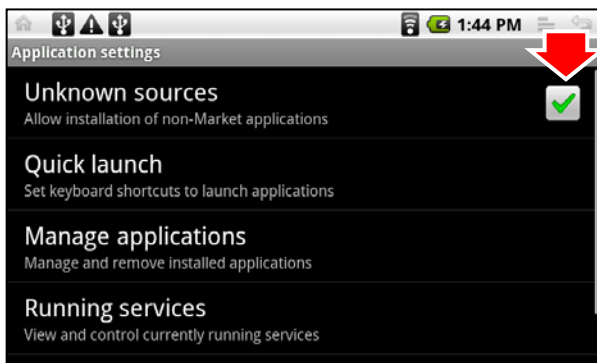 1:44 PM
Application settings
Unknown sources
Allow installation of non-Market applications
Quick launch
Set keyboard shortcuts to launch applications
Manage applications
Manage and remove installed applications
Running services
View and control currently running services